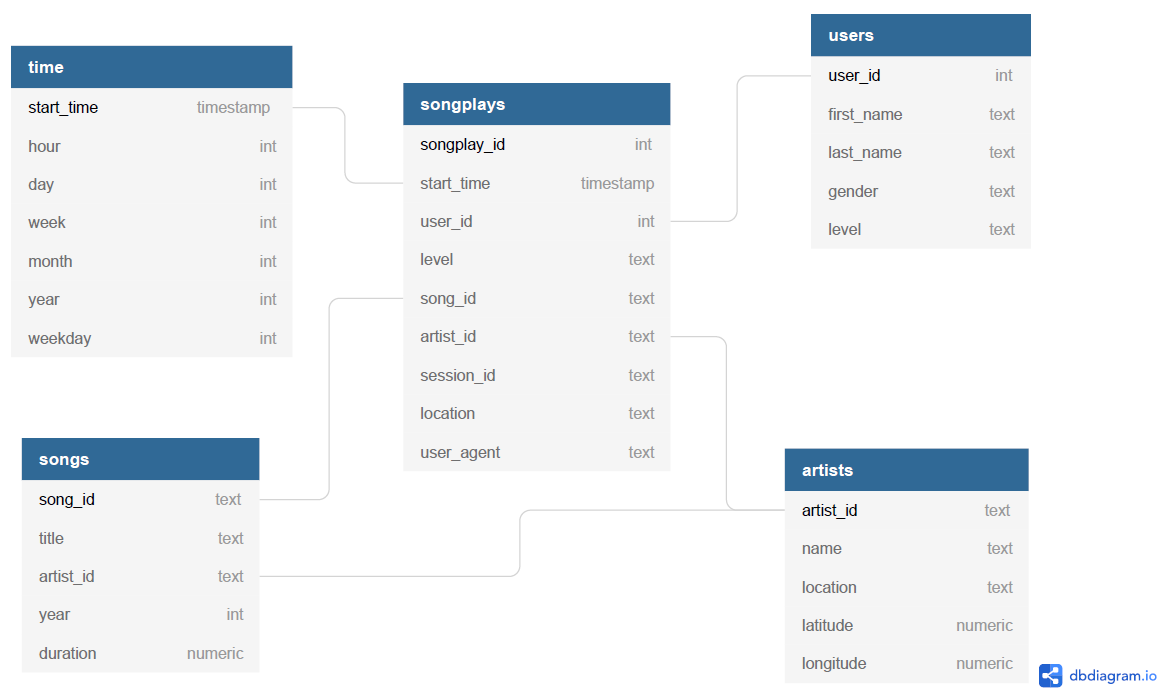 time
start_time timestamp
hour int
day int
week int
month int
year int
weekday int
songplays
songplay_id int
start_time timestamp
user_id int
level text
song_id text
artist_id text
session_id text
location text
user_agent text
users
user_id int
first_name text
last_name text
gender text
level text
songs
song_id text
title text
artist_id text
year int
duration numeric
artists
artist_id text
name text
location text
latitude numeric
longitude numeric
dbdiagram.io